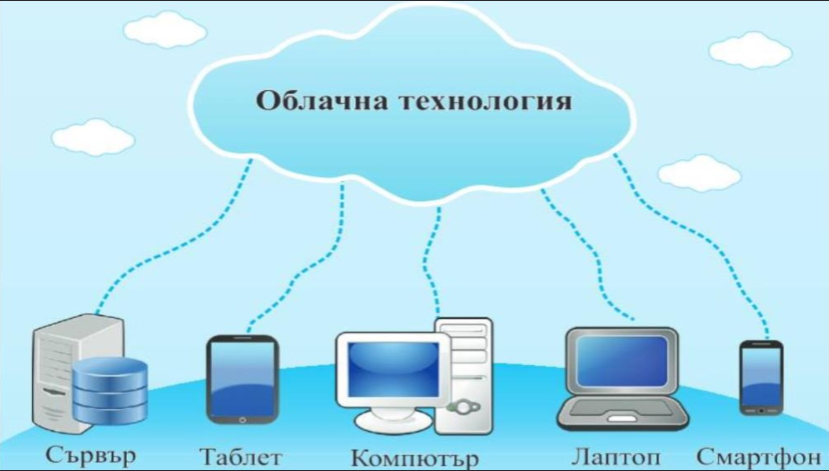 Облачна технология
Сървър
Таблет
Компютър
Лаптоп
Смартфон